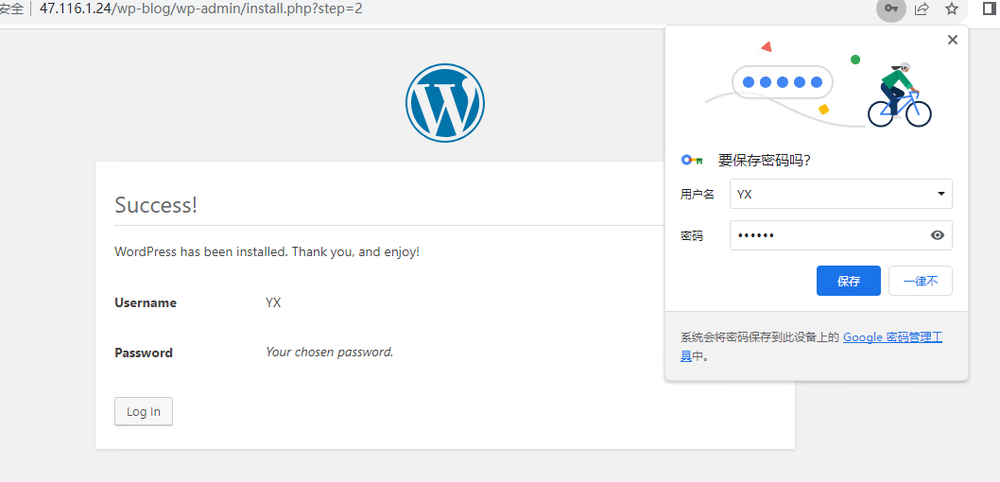 安全 47.116.1.24/wp-blog/wp-admin/install.php?step=2
Success!
WordPress has been installed. Thank you, and enjoy!
Username YX
Password Your chosen password.
Log In
要保存密码吗?
用户名 YX
密码 ••••••
保存 一律不
系统会将密码保存到此设备上的 Google 密码管理工
具中。